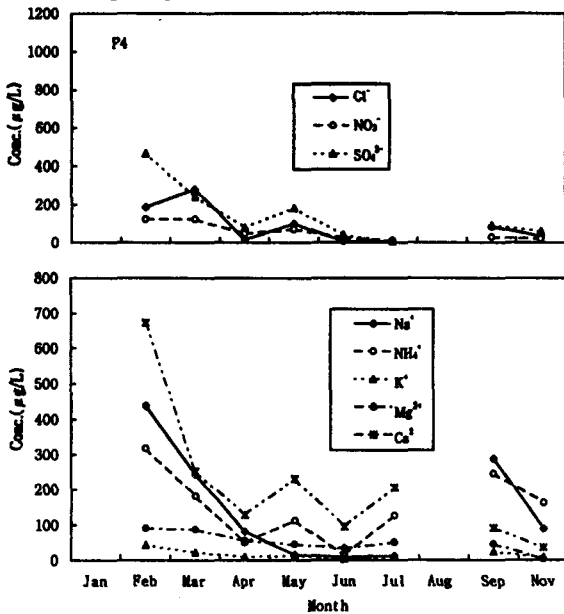 1200
P4
1000
800
600
400
200
0
Conc.(μg/L)
Cl⁻
NO₃⁻
SO₄²⁻
800
700
600
500
400
300
200
100
0
Conc.(μg/L)
Na⁺
NH₄⁺
K⁺
Mg²⁺
Ca²
Jan Feb Mar Apr May Jun Jul Aug Sep Nov
Month